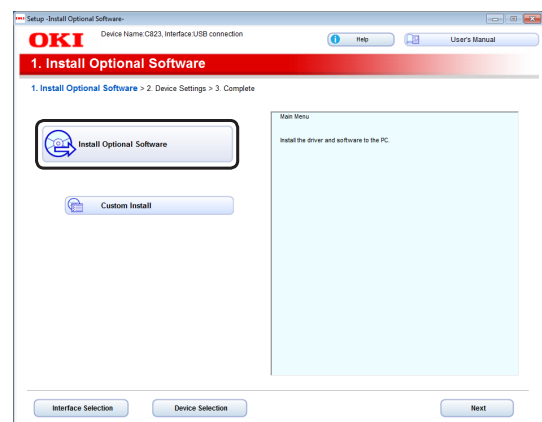 OKI Setup -Install Optional Software-
OKI
Device Name:C823, Interface:USB connection
Help
User's Manual
1. Install Optional Software
1. Install Optional Software > 2. Device Settings > 3. Complete
Install Optional Software
Custom Install
Main Menu
Install the driver and software to the PC.
Interface Selection
Device Selection
Next